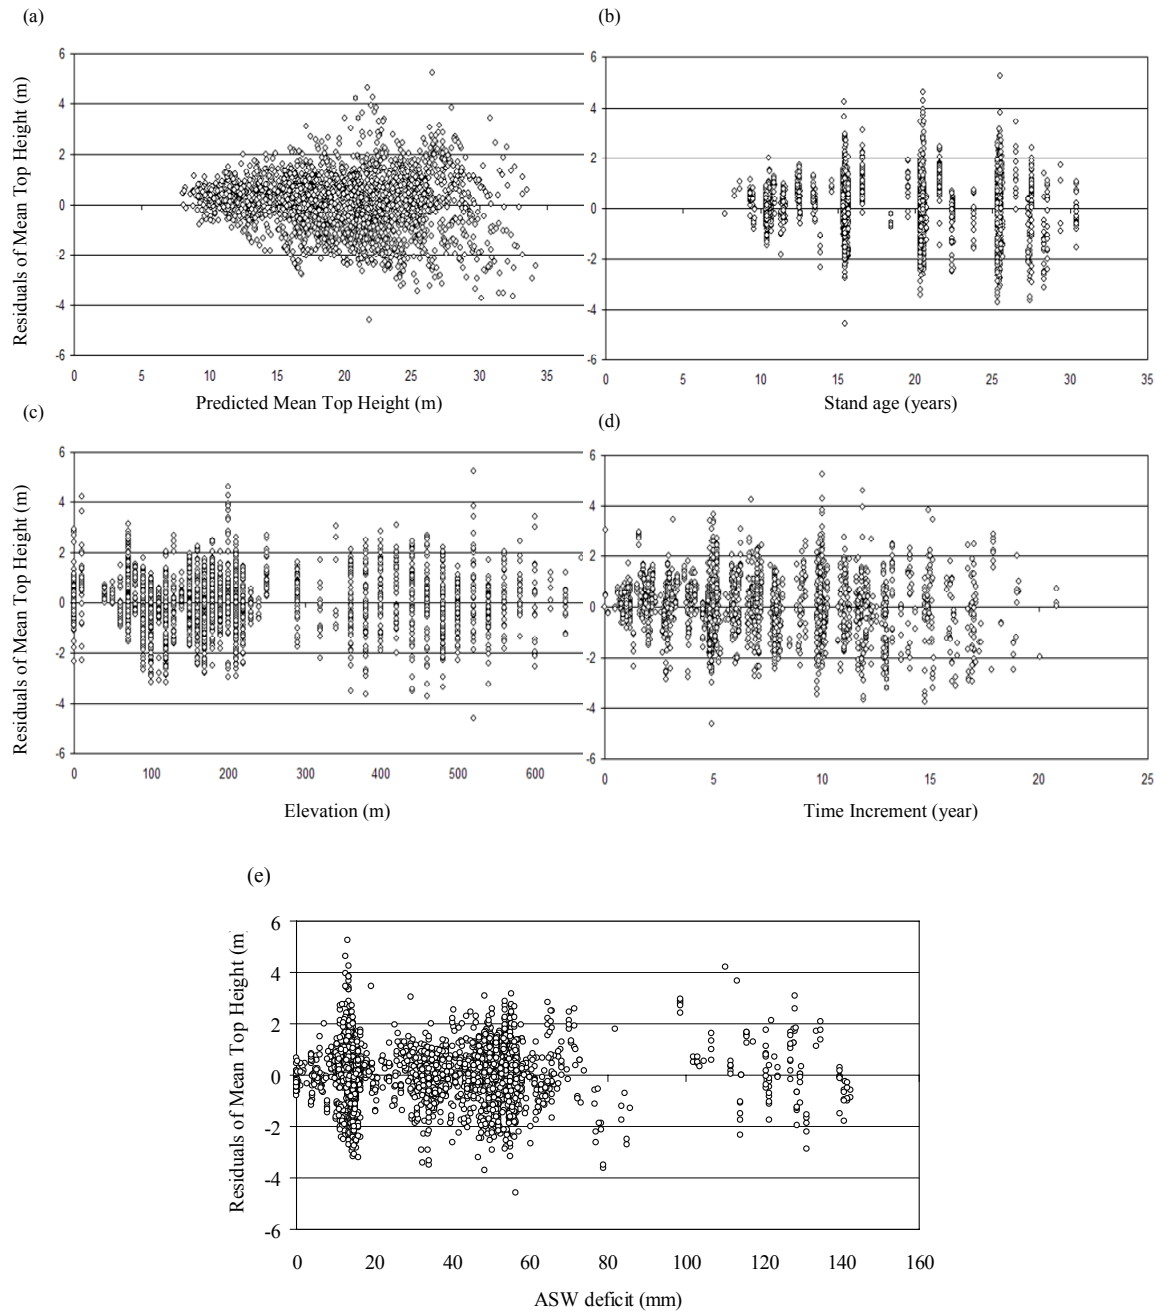 (a)
(b)
Residuals of Mean Top Height (m)
6
4
2
0
-2
-4
-6
0 5 10 15 20 25 30 35
Predicted Mean Top Height (m)
6
4
2
0
-2
-4
-6
0 5 10 15 20 25 30 35
Stand age (years)
(c)
(d)
Residuals of Mean Top Height (m)
6
4
2
0
-2
-4
-6
0 100 200 300 400 500 600
Elevation (m)
6
4
2
0
-2
-4
-6
0 5 10 15 20 25
Time Increment (year)
(e)
Residuals of Mean Top Height (m
6
4
2
0
-2
-4
-6
0 20 40 60 80 100 120 140 160
ASW deficit (mm)